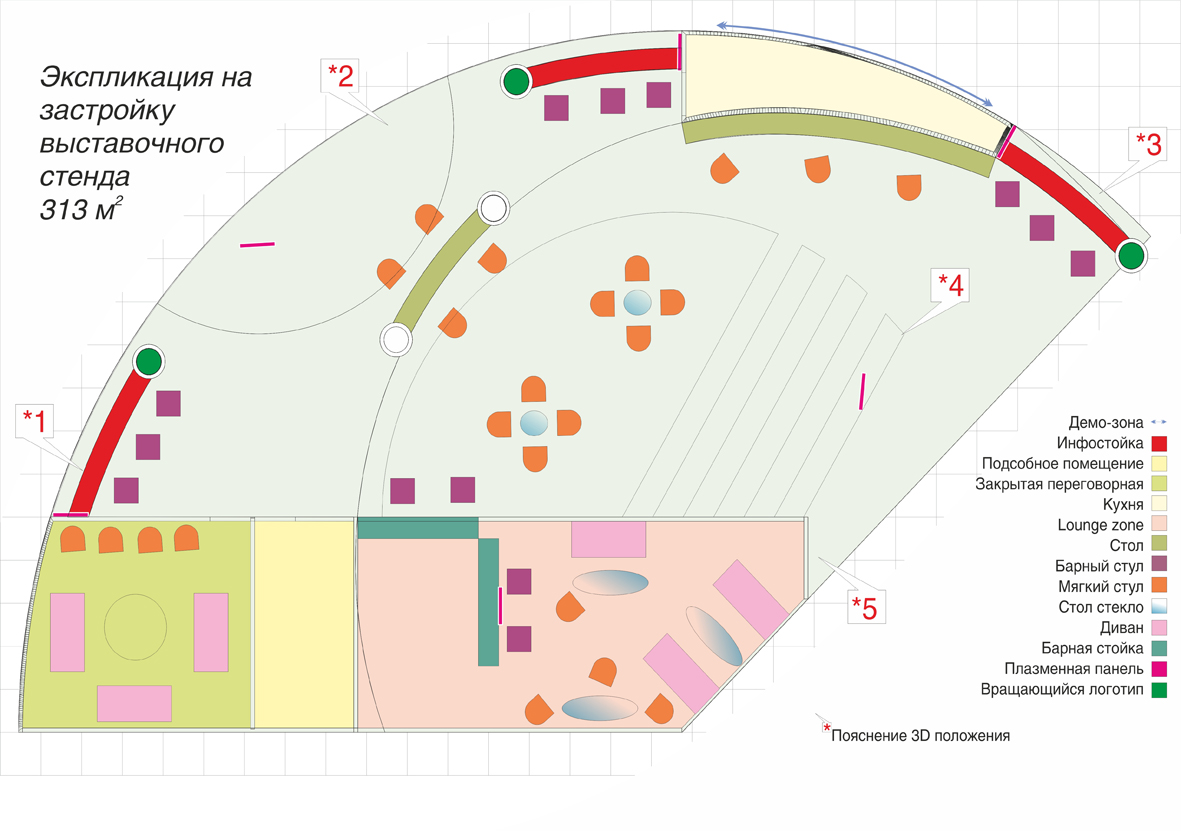 Экспликация на
застройку
выставочного
стенда
313 м²
*2
*3
*4
*1
*5
Демо-зона
Инфостойка
Подсобное помещение
Закрытая переговорная
Кухня
Lounge zone
Стол
Барный стул
Мягкий стул
Стол стекло
Диван
Барная стойка
Плазменная панель
Вращающийся логотип
*Пояснение 3D положения